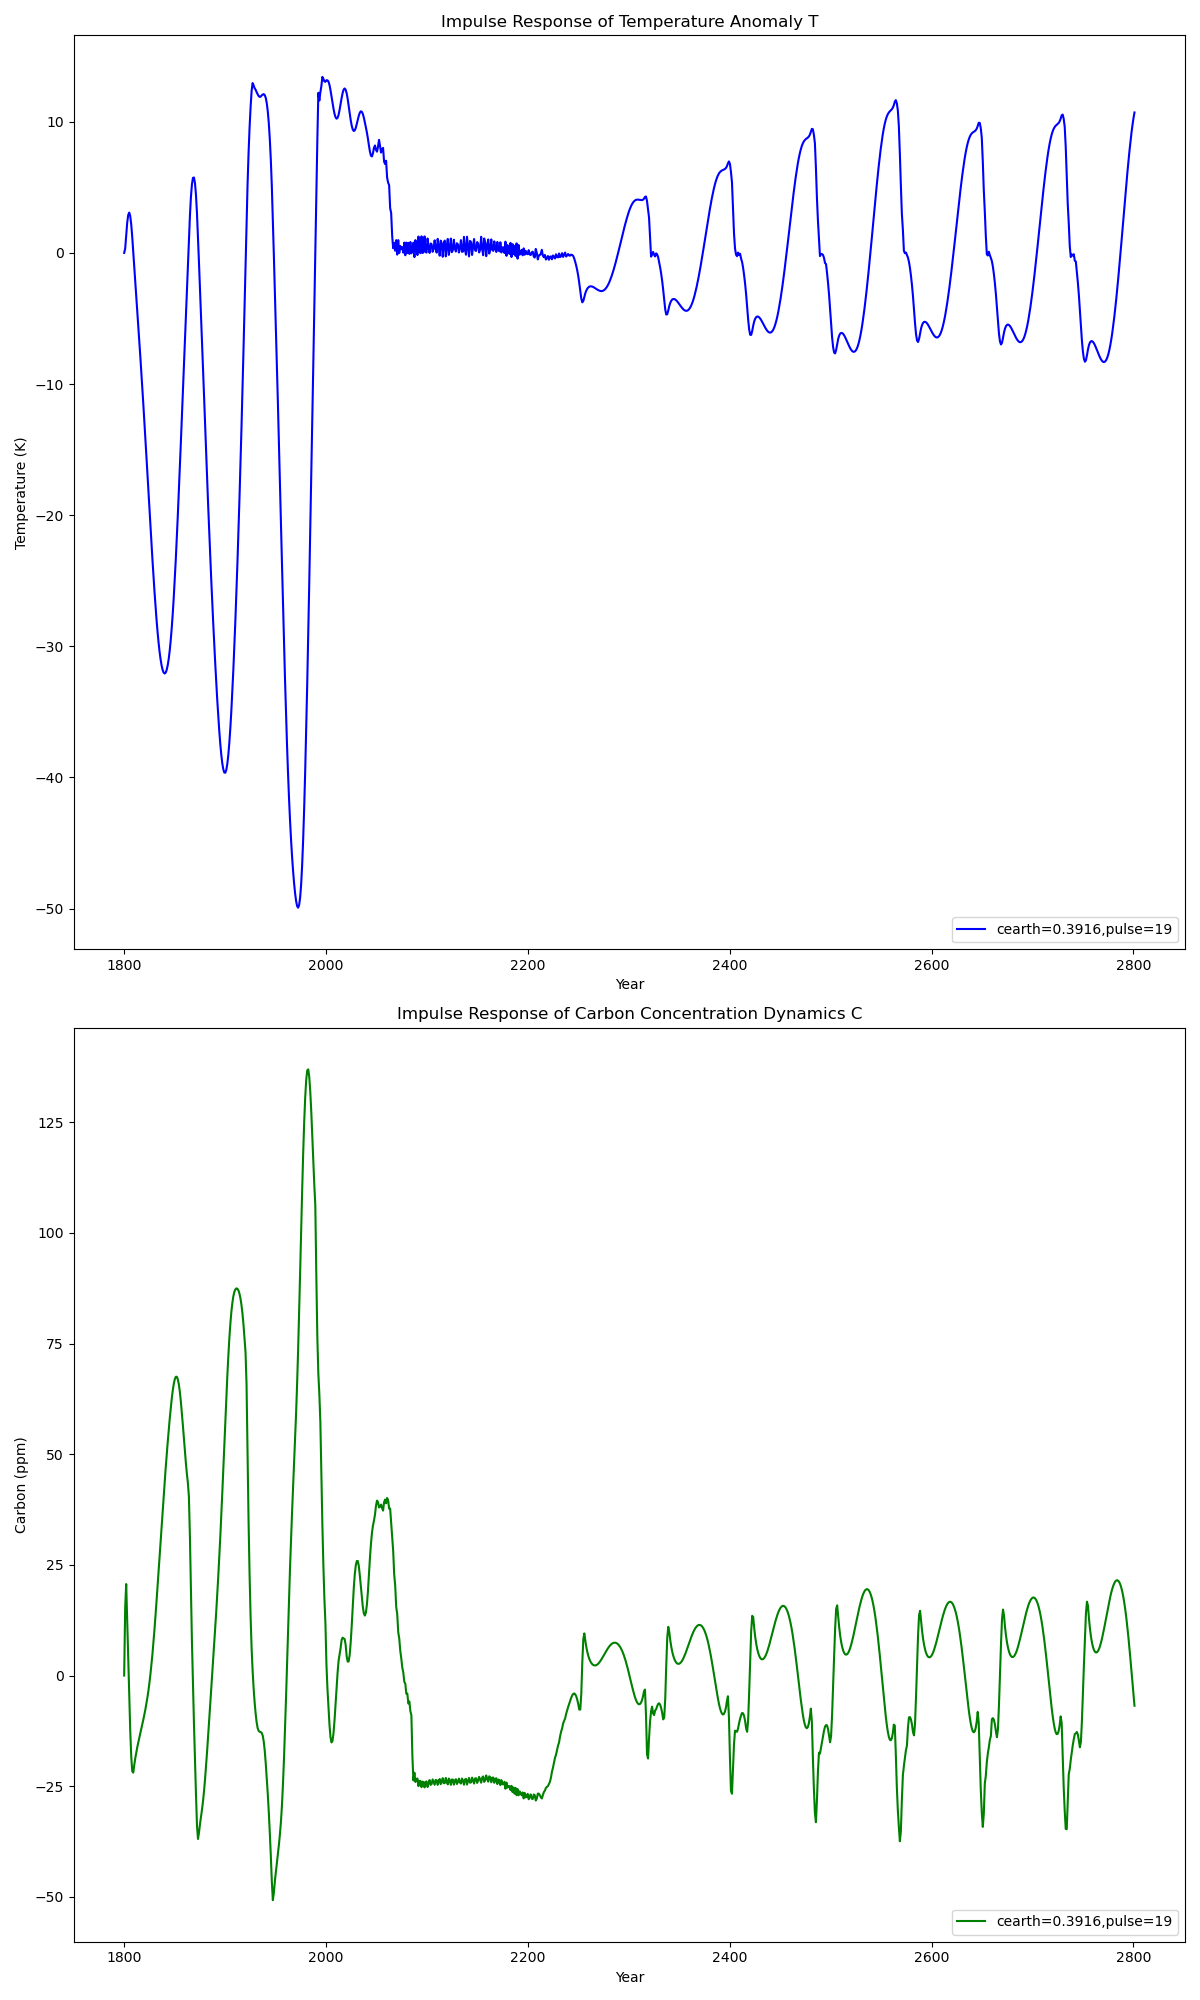 Impulse Response of Temperature Anomaly T
Temperature (K)
10
0
−10
−20
−30
−40
−50
cearth=0.3916,pulse=19
1800 2000 2200 2400 2600 2800
Year
Impulse Response of Carbon Concentration Dynamics C
Carbon (ppm)
125
100
75
50
25
0
−25
−50
cearth=0.3916,pulse=19
1800 2000 2200 2400 2600 2800
Year